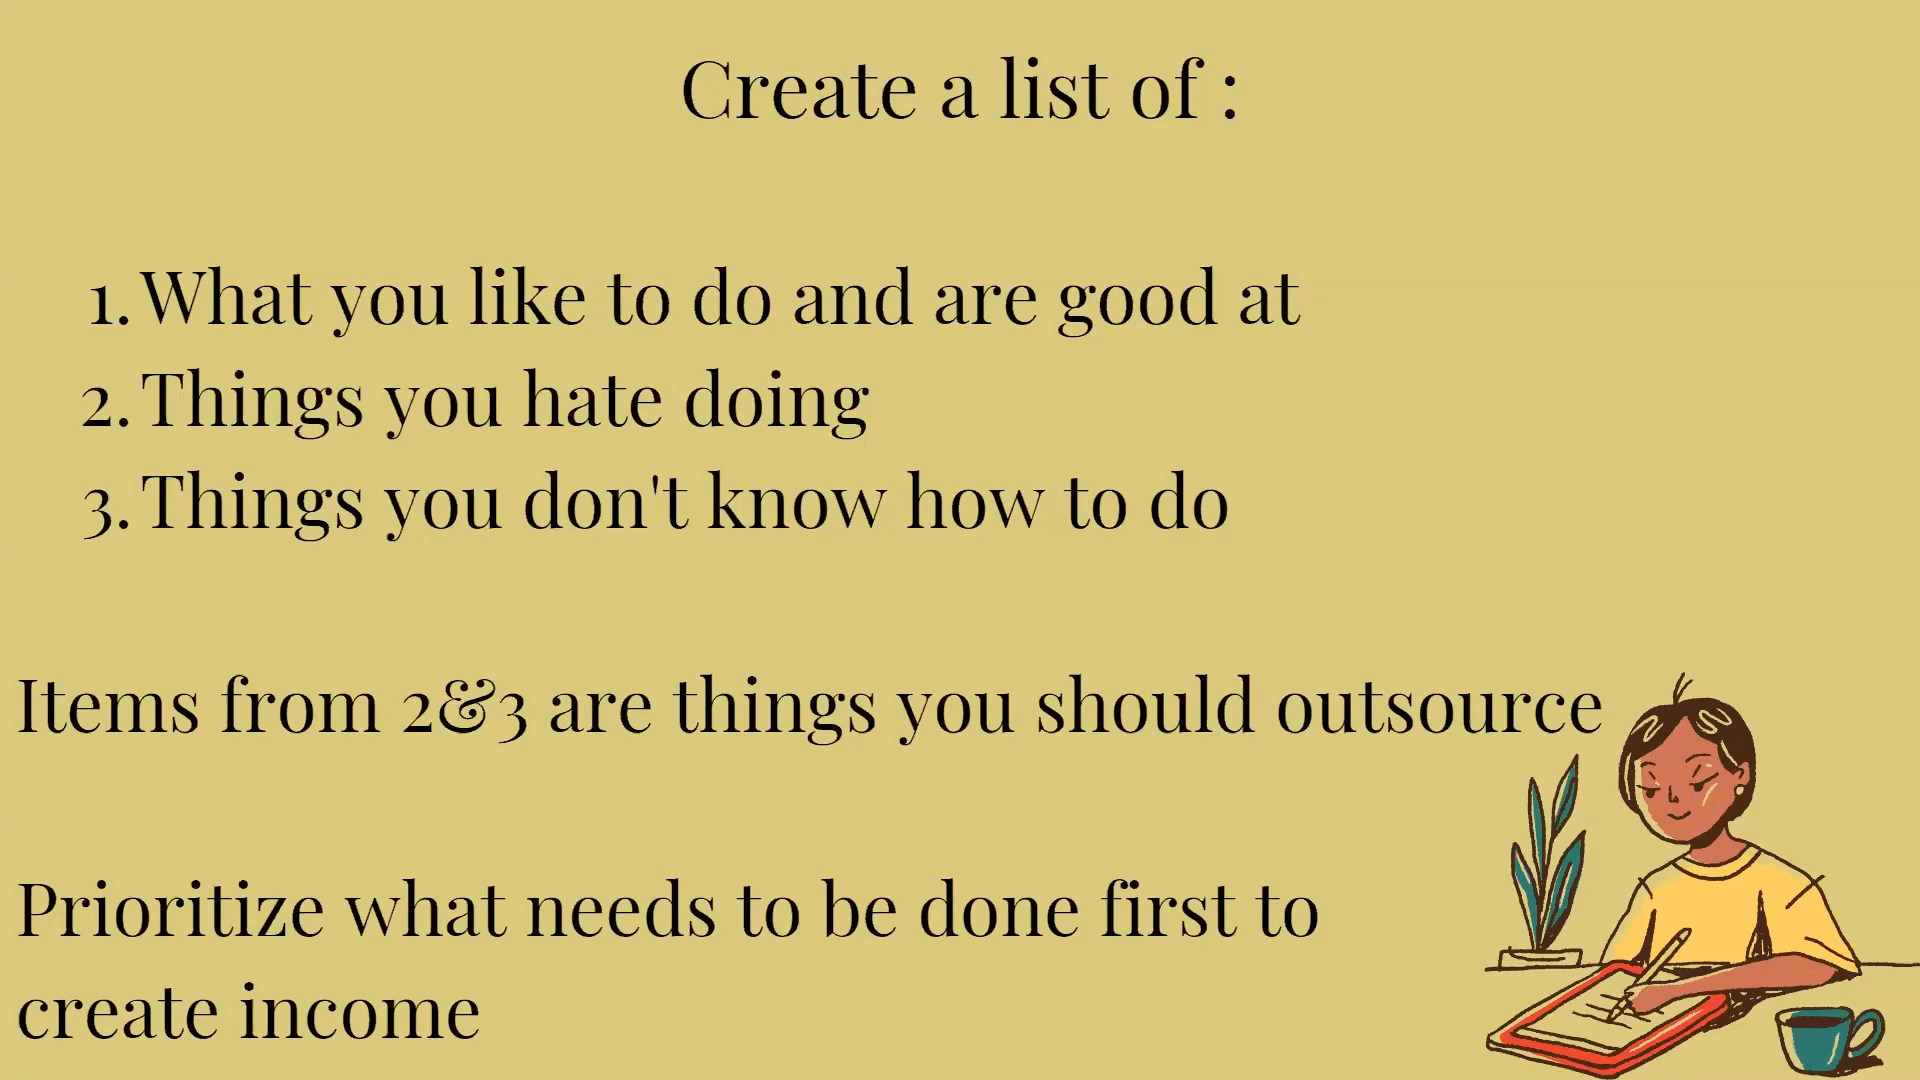 Create a list of :
1. What you like to do and are good at
2. Things you hate doing
3. Things you don't know how to do
Items from 2&3 are things you should outsource
Prioritize what needs to be done first to
create income